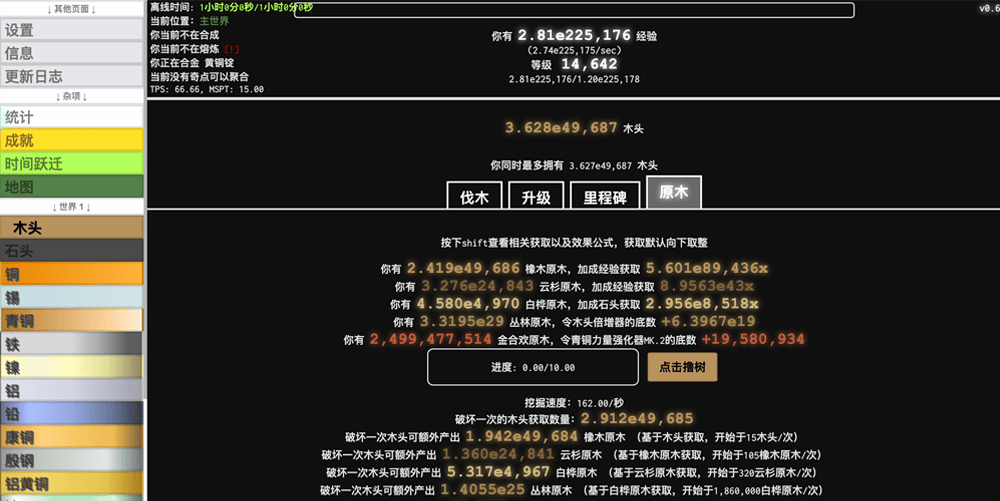 ↓ 其他页面 ↓
设置
信息
更新日志
↓ 杂项 ↓
统计
成就
时间跃迁
地图
↓ 世界 1 ↓
木头
石头
铜
锡
青铜
铁
镍
铝
铅
康铜
殷钢
铝黄铜
离线时间: 1小时0分0秒/1小时0分0秒
当前位置: 主世界
你当前不在合成
你当前不在熔炼 [!]
你正在合金 黄铜锭
当前没有奇点可以聚合
TPS: 66.66, MSPT: 15.00
v0.6
你有 2.81e225,176 经验
(2.74e225,175/sec)
等级 14,642
2.81e225,176/1.20e225,178
3.628e49,687 木头
你同时最多拥有 3.627e49,687 木头
伐木 升级 里程碑 原木
按下shift查看相关获取以及效果公式，获取默认向下取整
你有 2.419e49,686 橡木原木，加成经验获取 5.601e89,436x
你有 3.276e24,843 云杉原木，加成经验获取 8.9563e43x
你有 4.580e4,970 白桦原木，加成石头获取 2.956e8,518x
你有 3.3195e29 丛林原木，令木头倍增器的底数 +6.3967e19
你有 2,499,477,514 金合欢原木，令青铜力量强化器MK.2的底数 +19,580,934
进度: 0.00/10.00 点击撸树
挖掘速度: 162.00/秒
破坏一次的木头获取数量: 2.912e49,685
破坏一次木头可额外产出 1.942e49,684 橡木原木 (基于木头获取，开始于15木头/次)
破坏一次木头可额外产出 1.360e24,841 云杉原木 (基于橡木原木获取，开始于105橡木原木/次)
破坏一次木头可额外产出 5.317e4,967 白桦原木 (基于云杉原木获取，开始于320云杉原木/次)
破坏一次木头可额外产出 1.4055e25 丛林原木 (基于白桦原木获取，开始于1,860,000白桦原木/次)